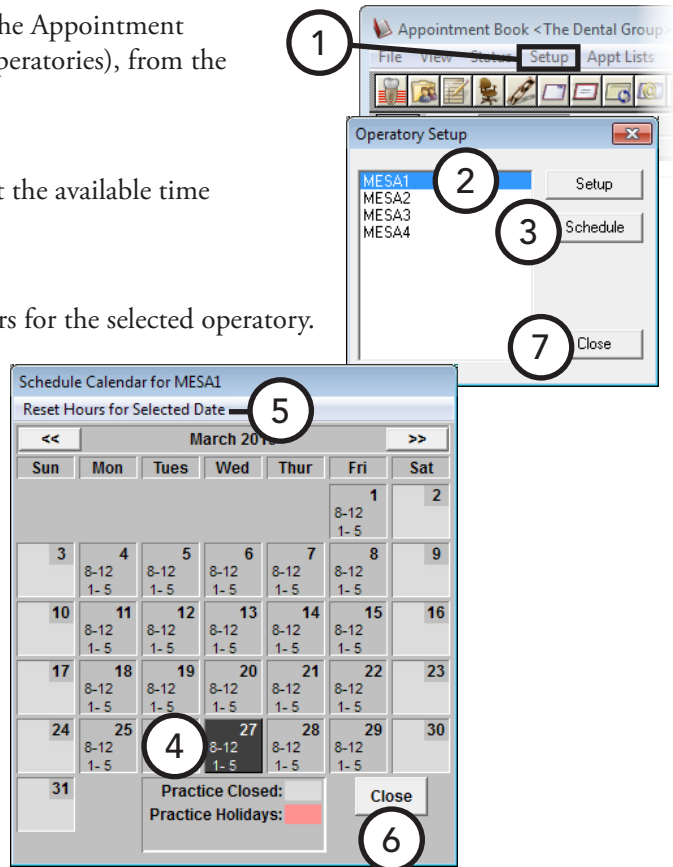 he Appointment
peratories), from the
t the available time
rs for the selected operatory.
1
Appointment Book <The Dental Group>
File View Status Setup Appt Lists
Operatory Setup
MESA1
MESA2
MESA3
MESA4
2
Setup
3
Schedule
7
Close
Schedule Calendar for MESA1
Reset Hours for Selected Date
5
<< March 201 >>
Sun Mon Tues Wed Thur Fri Sat
1 2
8-12
1- 5
3 4 5 6 7 8 9
8-12 8-12 8-12 8-12 8-12
1- 5 1- 5 1- 5 1- 5 1- 5
10 11 12 13 14 15 16
8-12 8-12 8-12 8-12 8-12
1- 5 1- 5 1- 5 1- 5 1- 5
17 18 19 20 21 22 23
8-12 8-12 8-12 8-12 8-12
1- 5 1- 5 1- 5 1- 5 1- 5
24 25 27 28 29 30
8-12 8-12 8-12 8-12
1- 5 1- 5 1- 5 1- 5
4
31
Practice Closed:
Practice Holidays:
Close
6